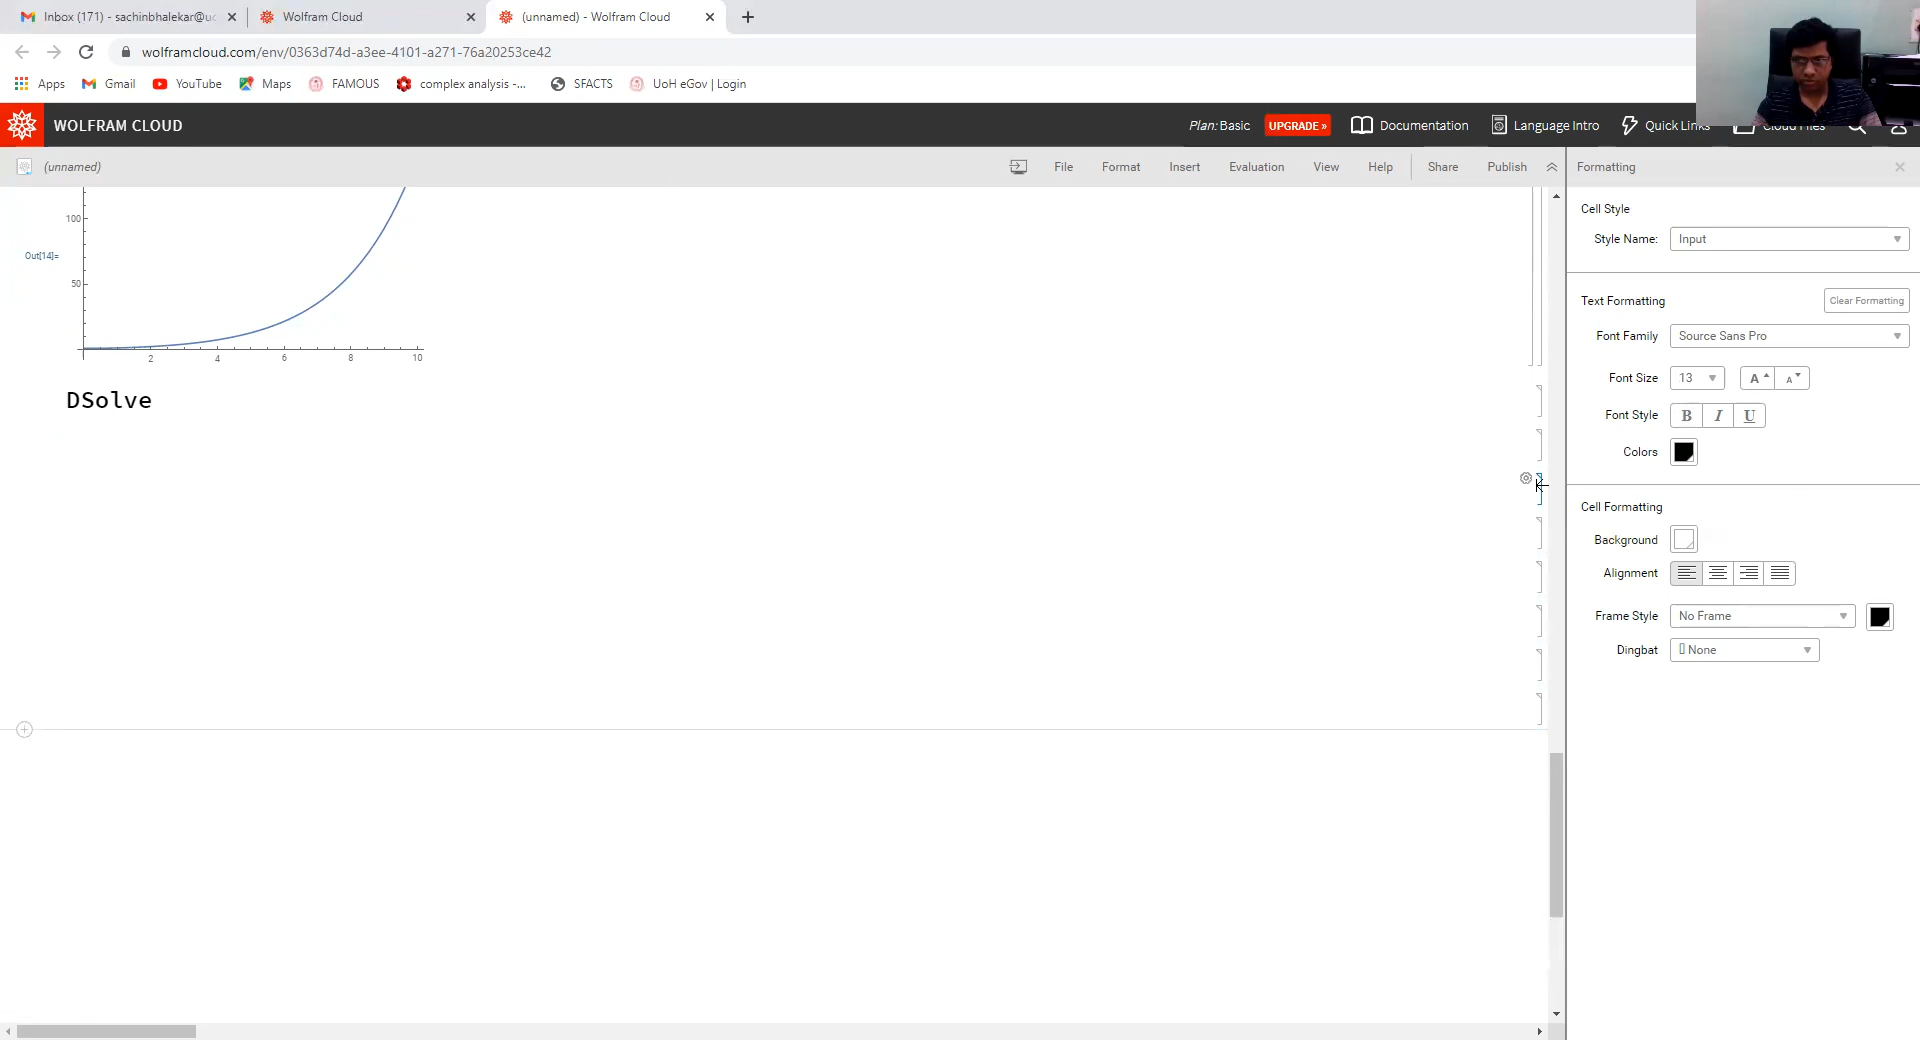 Inbox (171) - sachinbhalekar@uc
Wolfram Cloud
(unnamed) - Wolfram Cloud
wolframcloud.com/env/0363d74d-a3ee-4101-a271-76a20253ce42
Apps
Gmail
YouTube
Maps
FAMOUS
complex analysis -...
SFACTS
UoH eGov | Login
WOLFRAM CLOUD
Plan: Basic
UPGRADE »
Documentation
Language Intro
Quick Links
Cloud Files
(unnamed)
File
Format
Insert
Evaluation
View
Help
Share
Publish
Formatting
Out[14]=
100
50
2
4
6
8
10
DSolve
Cell Style
Style Name:
Input
Text Formatting
Clear Formatting
Font Family
Source Sans Pro
Font Size
13
A
A
Font Style
B
I
U
Colors
Cell Formatting
Background
Alignment
Frame Style
No Frame
Dingbat
None